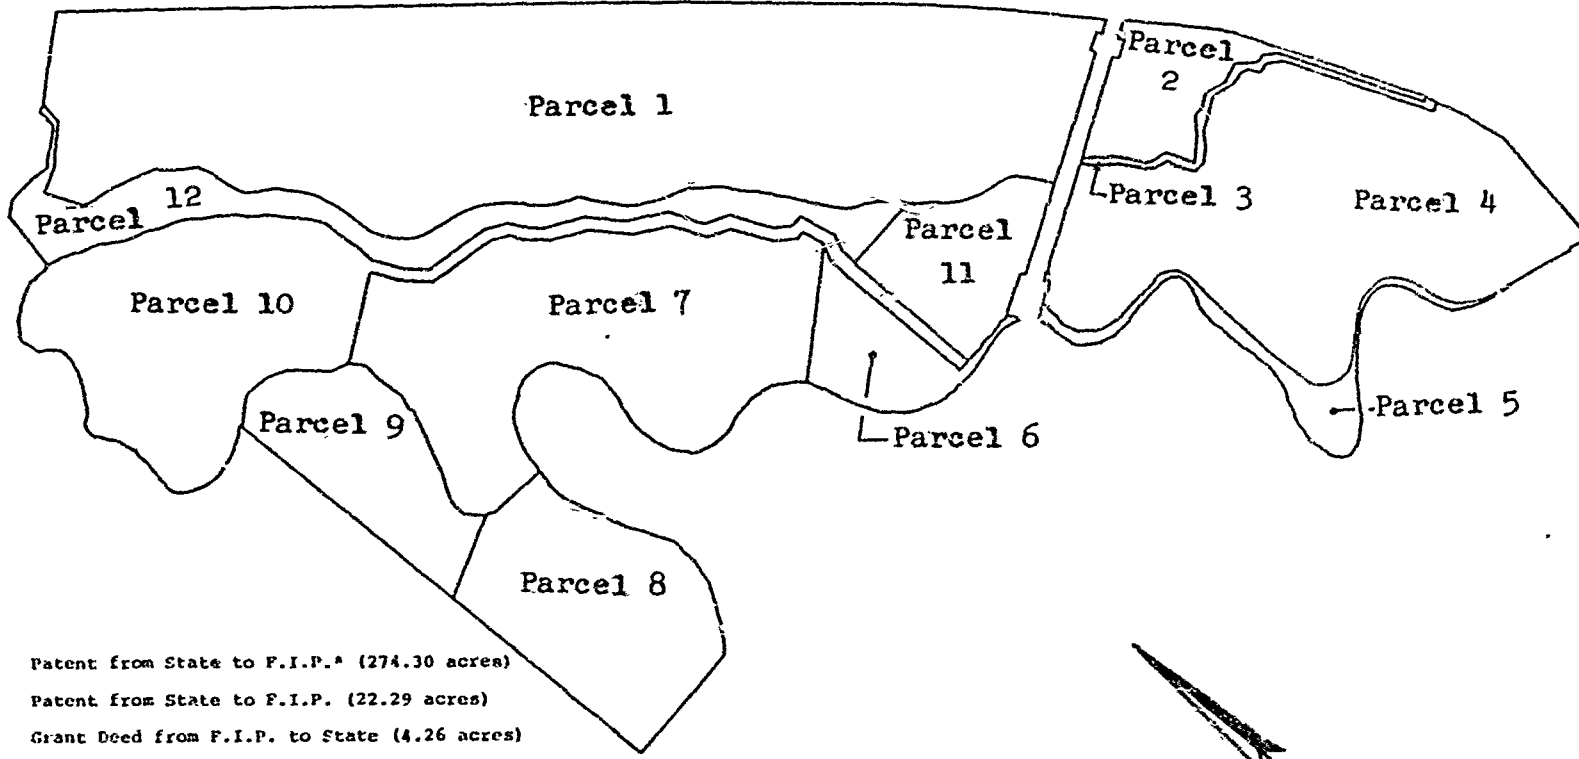 Parcel 1
Parcel
2
Parcel 3
Parcel 4
12
Parcel
Parcel
11
Parcel 10
Parcel 7
Parcel 5
Parcel 9
Parcel 6
Parcel 8
Patent from State to F.I.P.* (274.30 acres)
Patent from State to F.I.P. (22.29 acres)
Grant Deed from F.I.P. to State (4.26 acres)